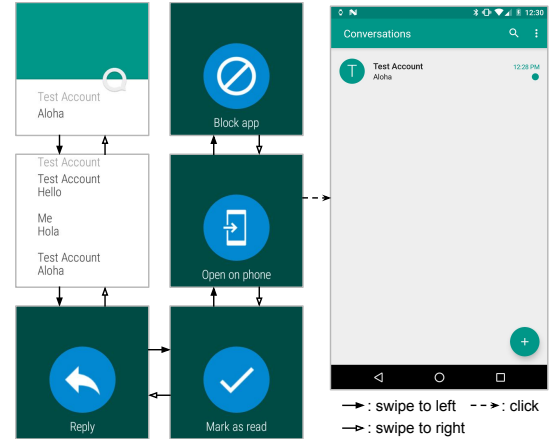 Test Account
Aloha
Test Account
Test Account
Hello
Me
Hola
Test Account
Aloha
Reply
Block app
Open on phone
Mark as read
12:30
Conversations
T
Test Account
12:28 PM
Aloha
: swipe to left
: click
: swipe to right